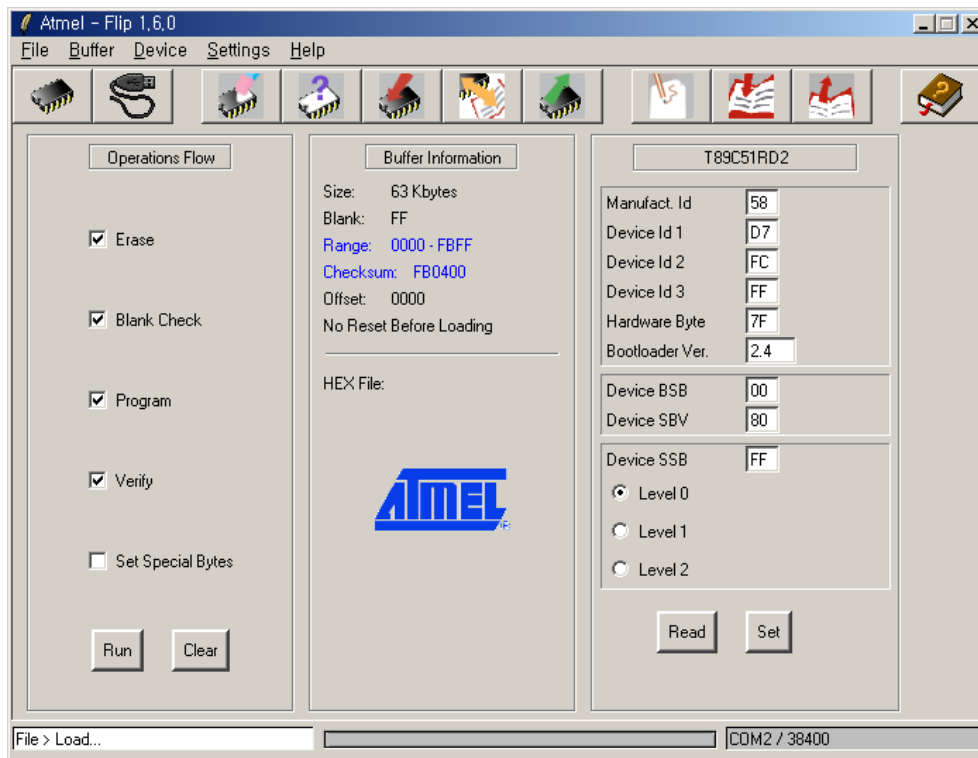 Atmel - Flip 1,6,0
File Buffer Device Settings Help
Operations Flow
Erase
Blank Check
Program
Verify
Set Special Bytes
Run Clear
Buffer Information
Size: 63 Kbytes
Blank: FF
Range: 0000 - FBFF
Checksum: FB0400
Offset: 0000
No Reset Before Loading
HEX File:
ATMEL®
T89C51RD2
Manufact. Id 58
Device Id 1 D7
Device Id 2 FC
Device Id 3 FF
Hardware Byte 7F
Bootloader Ver. 2.4
Device BSB 00
Device SBV 80
Device SSB FF
Level 0
Level 1
Level 2
Read Set
File > Load...
COM2 / 38400